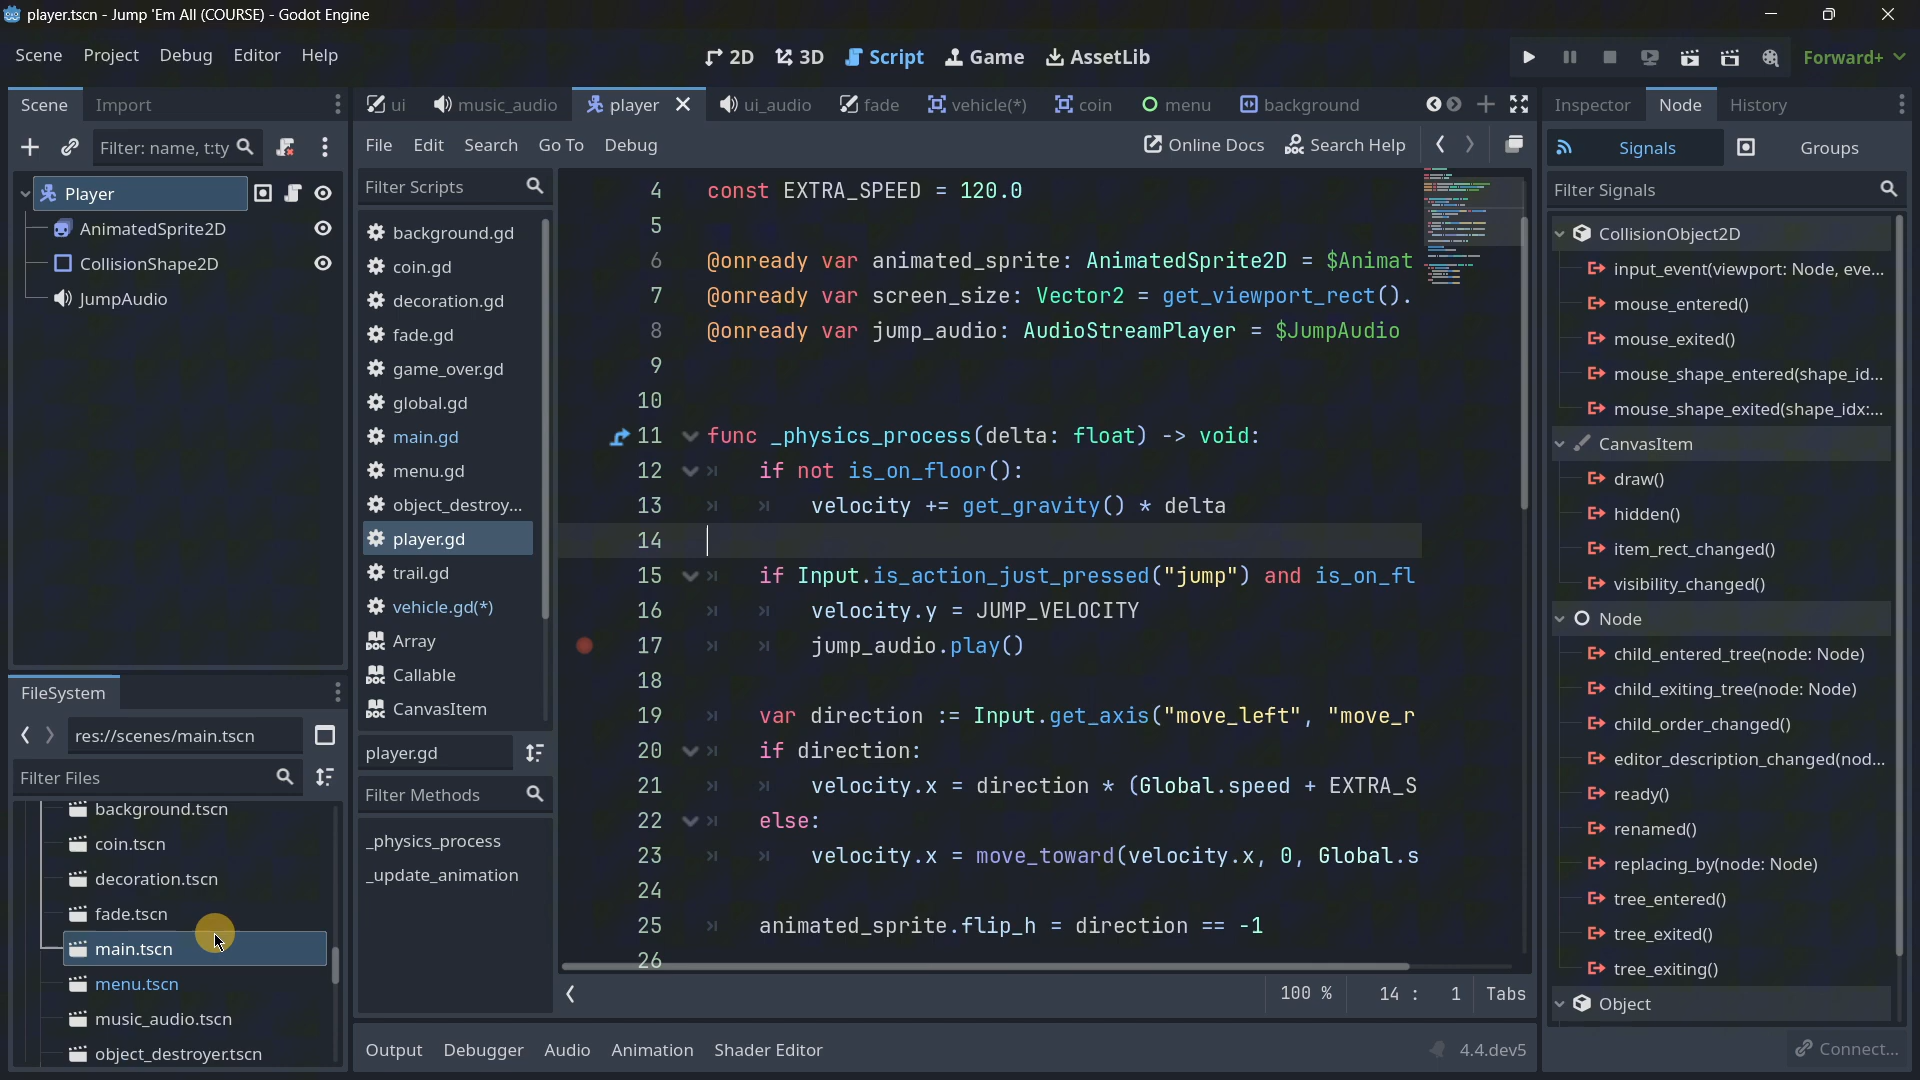 player.tscn - Jump 'Em All (COURSE) - Godot Engine
Scene Project Debug Editor Help
2D 3D Script Game AssetLib
Forward+
Scene Import
ui music_audio player ui_audio fade vehicle(*) coin menu background
Inspector Node History
Filter: name, t:ty
File Edit Search Go To Debug
Online Docs Search Help
Signals Groups
Player
AnimatedSprite2D
CollisionShape2D
JumpAudio
FileSystem
res://scenes/main.tscn
Filter Files
background.tscn
coin.tscn
decoration.tscn
fade.tscn
main.tscn
menu.tscn
music_audio.tscn
object_destroyer.tscn
Filter Scripts
background.gd
coin.gd
decoration.gd
fade.gd
game_over.gd
global.gd
main.gd
menu.gd
object_destroy...
player.gd
trail.gd
vehicle.gd(*)
Array
Callable
CanvasItem
player.gd
Filter Methods
_physics_process
_update_animation
4 const EXTRA_SPEED = 120.0
5
6 @onready var animated_sprite: AnimatedSprite2D = $Animat
7 @onready var screen_size: Vector2 = get_viewport_rect().
8 @onready var jump_audio: AudioStreamPlayer = $JumpAudio
9
10
11 func _physics_process(delta: float) -> void:
12 if not is_on_floor():
13 velocity += get_gravity() * delta
14
15 if Input.is_action_just_pressed("jump") and is_on_fl
16 velocity.y = JUMP_VELOCITY
17 jump_audio.play()
18
19 var direction := Input.get_axis("move_left", "move_r
20 if direction:
21 velocity.x = direction * (Global.speed + EXTRA_S
22 else:
23 velocity.x = move_toward(velocity.x, 0, Global.s
24
25 animated_sprite.flip_h = direction == -1
26
100 % 14 : 1 Tabs
Output Debugger Audio Animation Shader Editor
4.4.dev5
Filter Signals
CollisionObject2D
input_event(viewport: Node, eve...
mouse_entered()
mouse_exited()
mouse_shape_entered(shape_id...
mouse_shape_exited(shape_idx:...
CanvasItem
draw()
hidden()
item_rect_changed()
visibility_changed()
Node
child_entered_tree(node: Node)
child_exiting_tree(node: Node)
child_order_changed()
editor_description_changed(nod...
ready()
renamed()
replacing_by(node: Node)
tree_entered()
tree_exited()
tree_exiting()
Object
Connect...